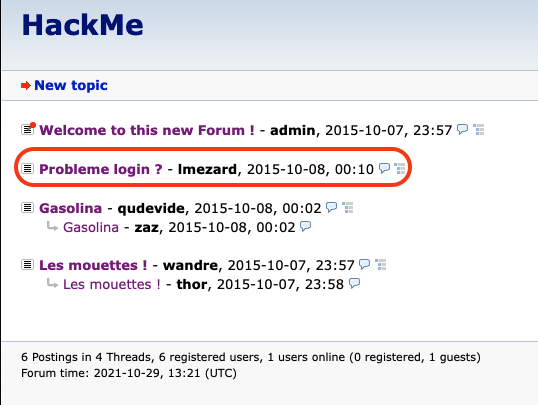 HackMe
New topic
Welcome to this new Forum ! - admin, 2015-10-07, 23:57
Probleme login ? - lmezard, 2015-10-08, 00:10
Gasolina - qudevide, 2015-10-08, 00:02
Gasolina - zaz, 2015-10-08, 00:02
Les mouettes ! - wandre, 2015-10-07, 23:57
Les mouettes ! - thor, 2015-10-07, 23:58
6 Postings in 4 Threads, 6 registered users, 1 users online (0 registered, 1 guests)
Forum time: 2021-10-29, 13:21 (UTC)